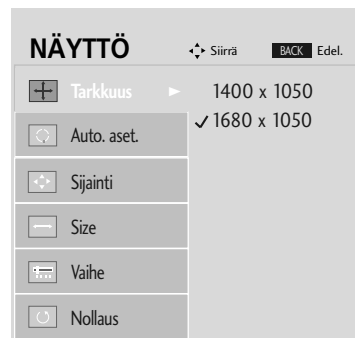 NÄYTTÖ Siirrä BACK Edel.
Tarkkuus 1400 x 1050
1680 x 1050
Auto. aset.
Sijainti
Size
Vaihe
Nollaus